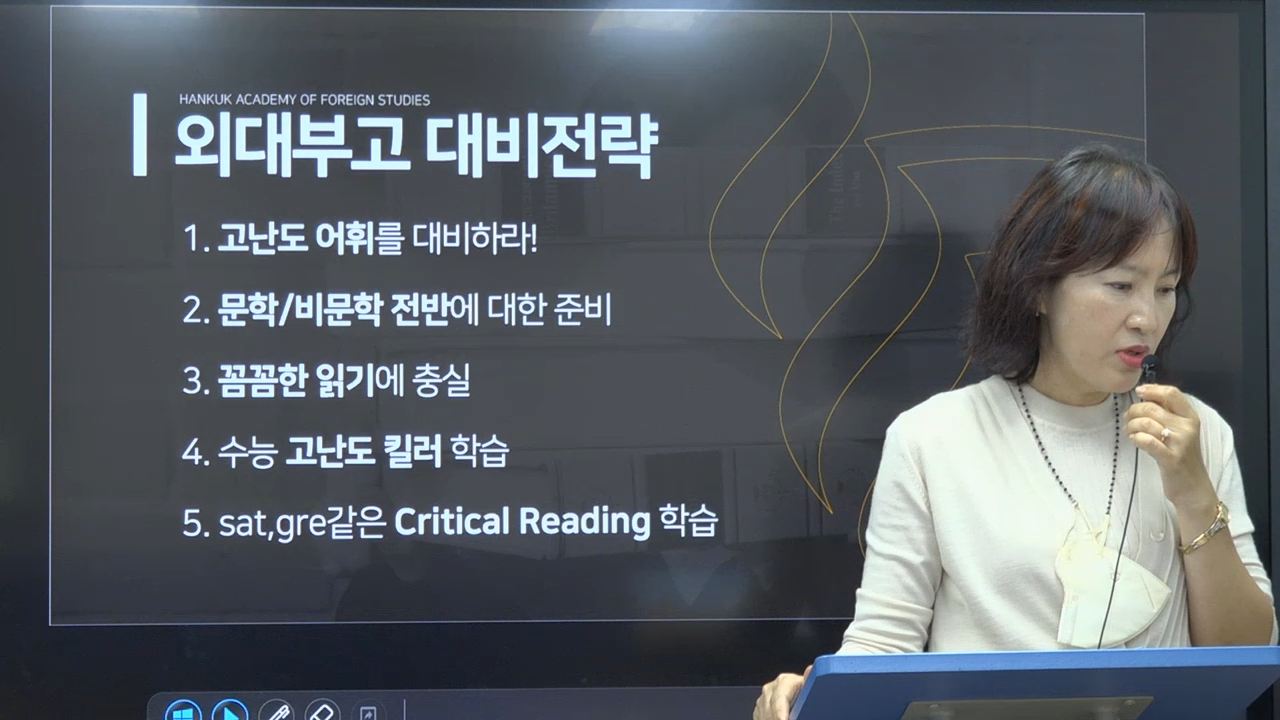 HANKUK ACADEMY OF FOREIGN STUDIES
외대부고 대비전략
1. 고난도 어휘를 대비하라!
2. 문학/비문학 전반에 대한 준비
3. 꼼꼼한 읽기에 충실
4. 수능 고난도 킬러 학습
5. sat,gre같은 Critical Reading 학습